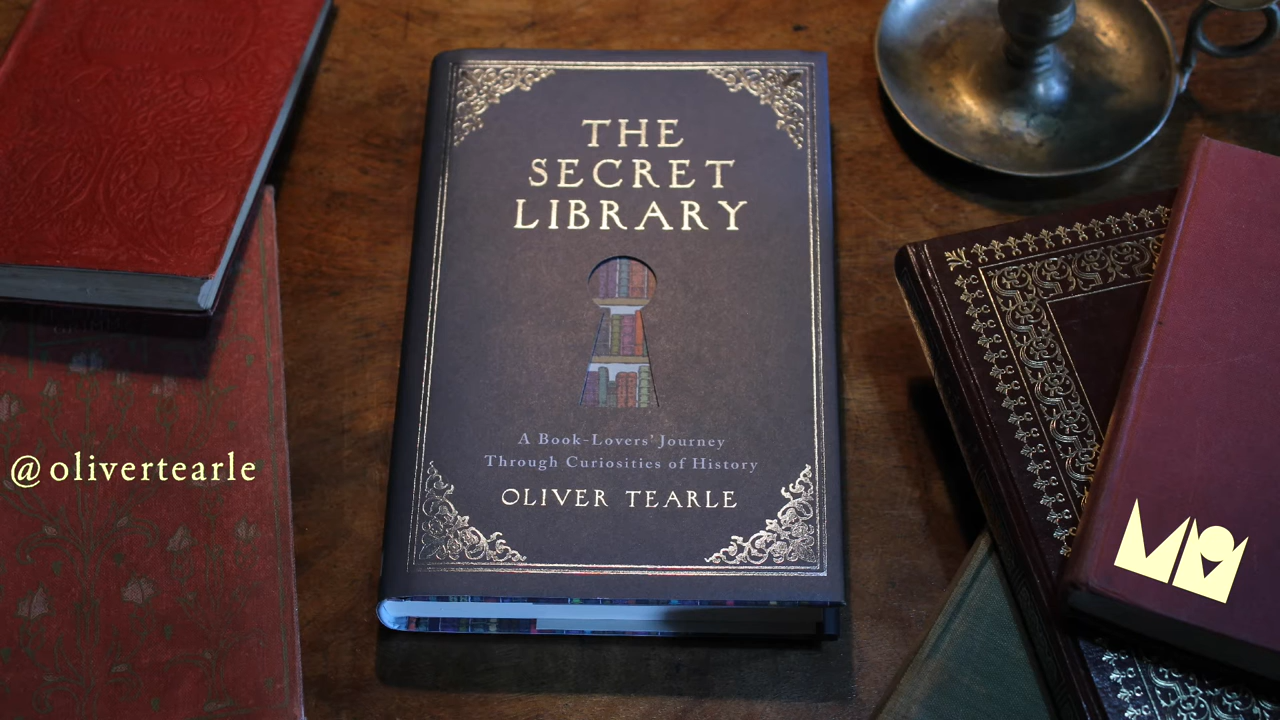 THE
SECRET
LIBRARY
A Book-Lovers' Journey
Through Curiosities of History
OLIVER TEARLE
@olivertearle